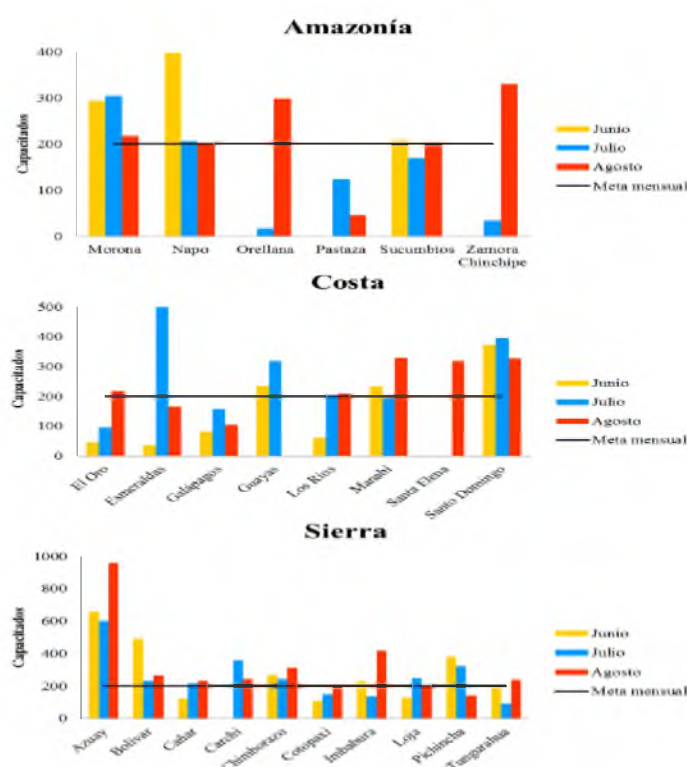 Amazonía
400
300
200
100
0
Capacitados
Junio
Julio
Agosto
Meta mensual
Morona Napo Orellana Pastaza Sucumbíos Zamora Chinchipe
Costa
500
400
300
200
100
0
Capacitados
Junio
Julio
Agosto
Meta mensual
El Oro Esmeraldas Galápagos Guayas Los Ríos Manabí Santa Elena Santo Domingo
Sierra
1000
800
600
400
200
0
Capacitados
Junio
Julio
Agosto
Meta mensual
Azuay Bolívar Cañar Carchi Chimborazo Cotopaxi Imbabura Loja Pichincha Tungurahua